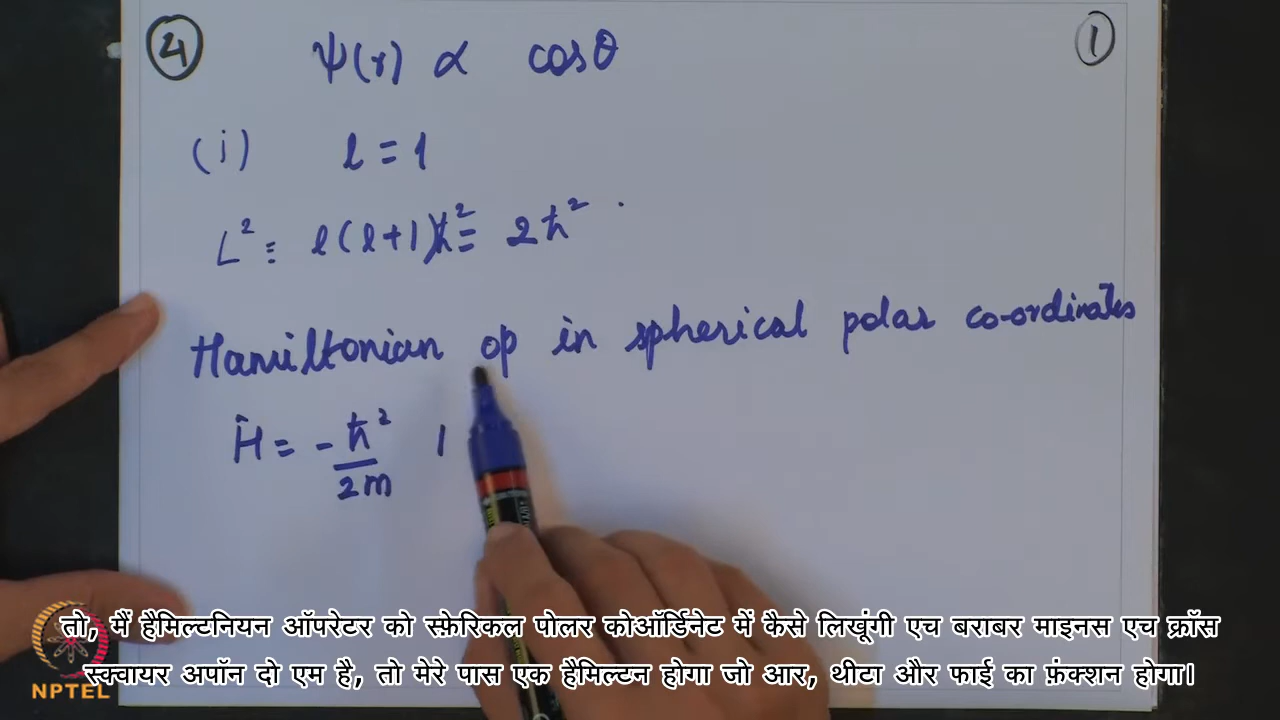 21 ψ(r) ∝ cosθ 1
(i) l = 1
L² = l(l+1)ħ² = 2ħ².
Hamiltonian op in spherical polar co-ordinates
Ĥ = -ħ²/2m 1
तो, मैं हैमिल्टनियन ऑपरेटर को स्फ़ेरिकल पोलर कोऑर्डिनेट में कैसे लिखूंगी एच बराबर माइनस एच क्रॉस
स्क्वायर अपॉन दो एम है, तो मेरे पास एक हैमिल्टन होगा जो आर, थीटा और फाई का फ़ंक्शन होगा।
NPTEL